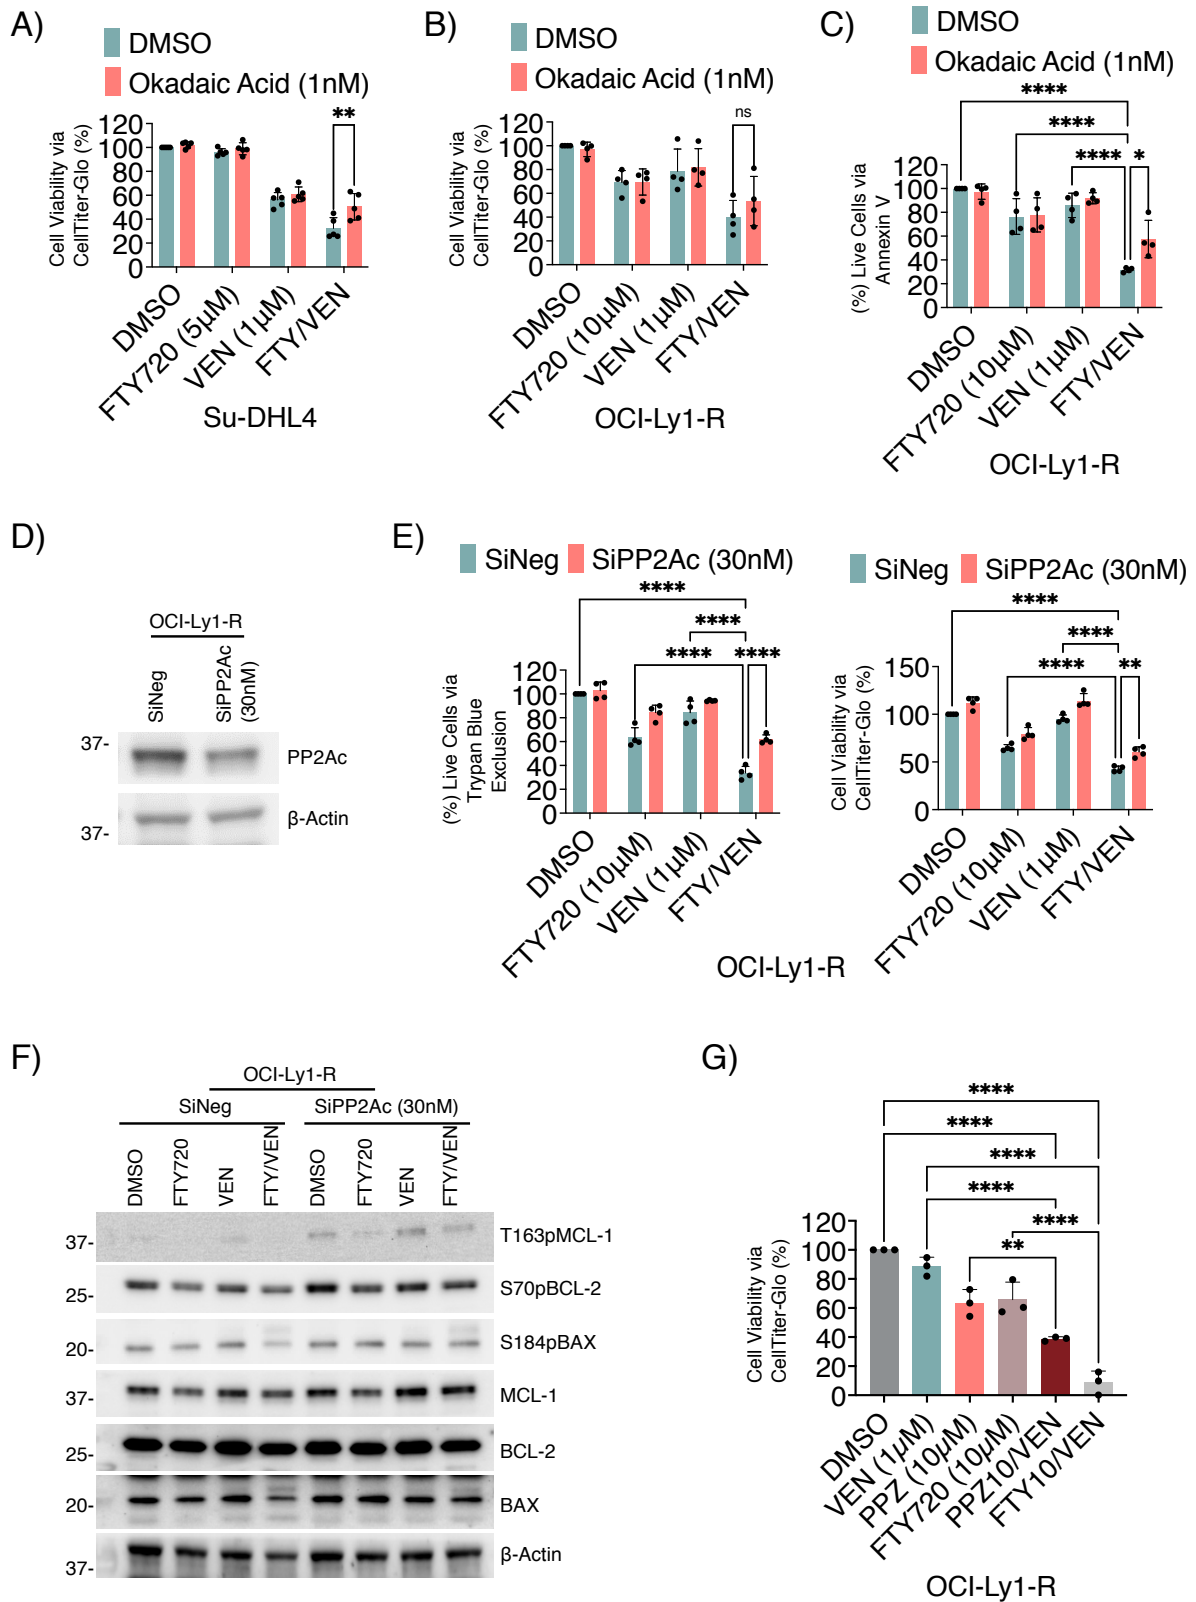 A)
DMSO
Okadaic Acid (1nM)
**
Cell Viability via
CellTiter-Glo (%)
120
100
80
60
40
20
0
DMSO
FTY720 (5µM)
VEN (1µM)
FTY/VEN
Su-DHL4
B)
DMSO
Okadaic Acid (1nM)
ns
Cell Viability via
CellTiter-Glo (%)
120
100
80
60
40
20
0
DMSO
FTY720 (10µM)
VEN (1µM)
FTY/VEN
OCI-Ly1-R
C)
DMSO
Okadaic Acid (1nM)
****
****
**** *
(%) Live Cells via
Annexin V
120
100
80
60
40
20
0
DMSO
FTY720 (10µM)
VEN (1µM)
FTY/VEN
OCI-Ly1-R
D)
OCI-Ly1-R
SiNeg
SiPP2Ac
(30nM)
37-
PP2Ac
β-Actin
37-
E)
SiNeg SiPP2Ac (30nM)
****
****
**** ****
(%) Live Cells via
Trypan Blue
Exclusion
120
100
80
60
40
20
0
DMSO
FTY720 (10µM)
VEN (1µM)
FTY/VEN
SiNeg SiPP2Ac (30nM)
****
****
**** **
Cell Viability via
CellTiter-Glo (%)
150
100
50
0
DMSO
FTY720 (10µM)
VEN (1µM)
FTY/VEN
OCI-Ly1-R
F)
OCI-Ly1-R
SiNeg SiPP2Ac (30nM)
DMSO
FTY720
VEN
FTY/VEN
DMSO
FTY720
VEN
FTY/VEN
37- T163pMCL-1
25- S70pBCL-2
20- S184pBAX
37- MCL-1
25- BCL-2
20- BAX
37- β-Actin
G)
****
****
****
****
****
**
Cell Viability via
CellTiter-Glo (%)
120
100
80
60
40
20
0
DMSO
VEN (1µM)
PPZ (10µM)
FTY720 (10µM)
PPZ10/VEN
FTY10/VEN
OCI-Ly1-R